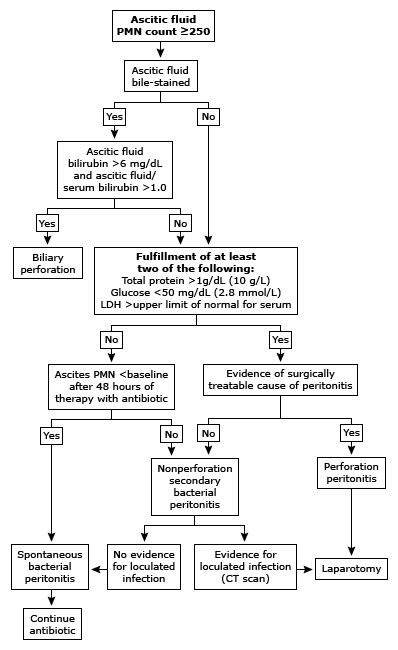 Ascitic fluid
PMN count ≥250
Ascitic fluid
bile-stained
Yes
No
Ascitic fluid
bilirubin >6 mg/dL
and ascitic fluid/
serum bilirubin >1.0
Yes
No
Biliary
perforation
Fulfillment of at least
two of the following:
Total protein >1g/dL (10 g/L)
Glucose <50 mg/dL (2.8 mmol/L)
LDH >upper limit of normal for serum
No
Yes
Ascites PMN <baseline
after 48 hours of
therapy with antibiotic
Evidence of surgically
treatable cause of peritonitis
Yes
No
No
Yes
Nonperforation
secondary
bacterial
peritonitis
Perforation
peritonitis
Spontaneous
bacterial
peritonitis
No evidence
for loculated
infection
Evidence for
loculated infection
(CT scan)
Laparotomy
Continue
antibiotic